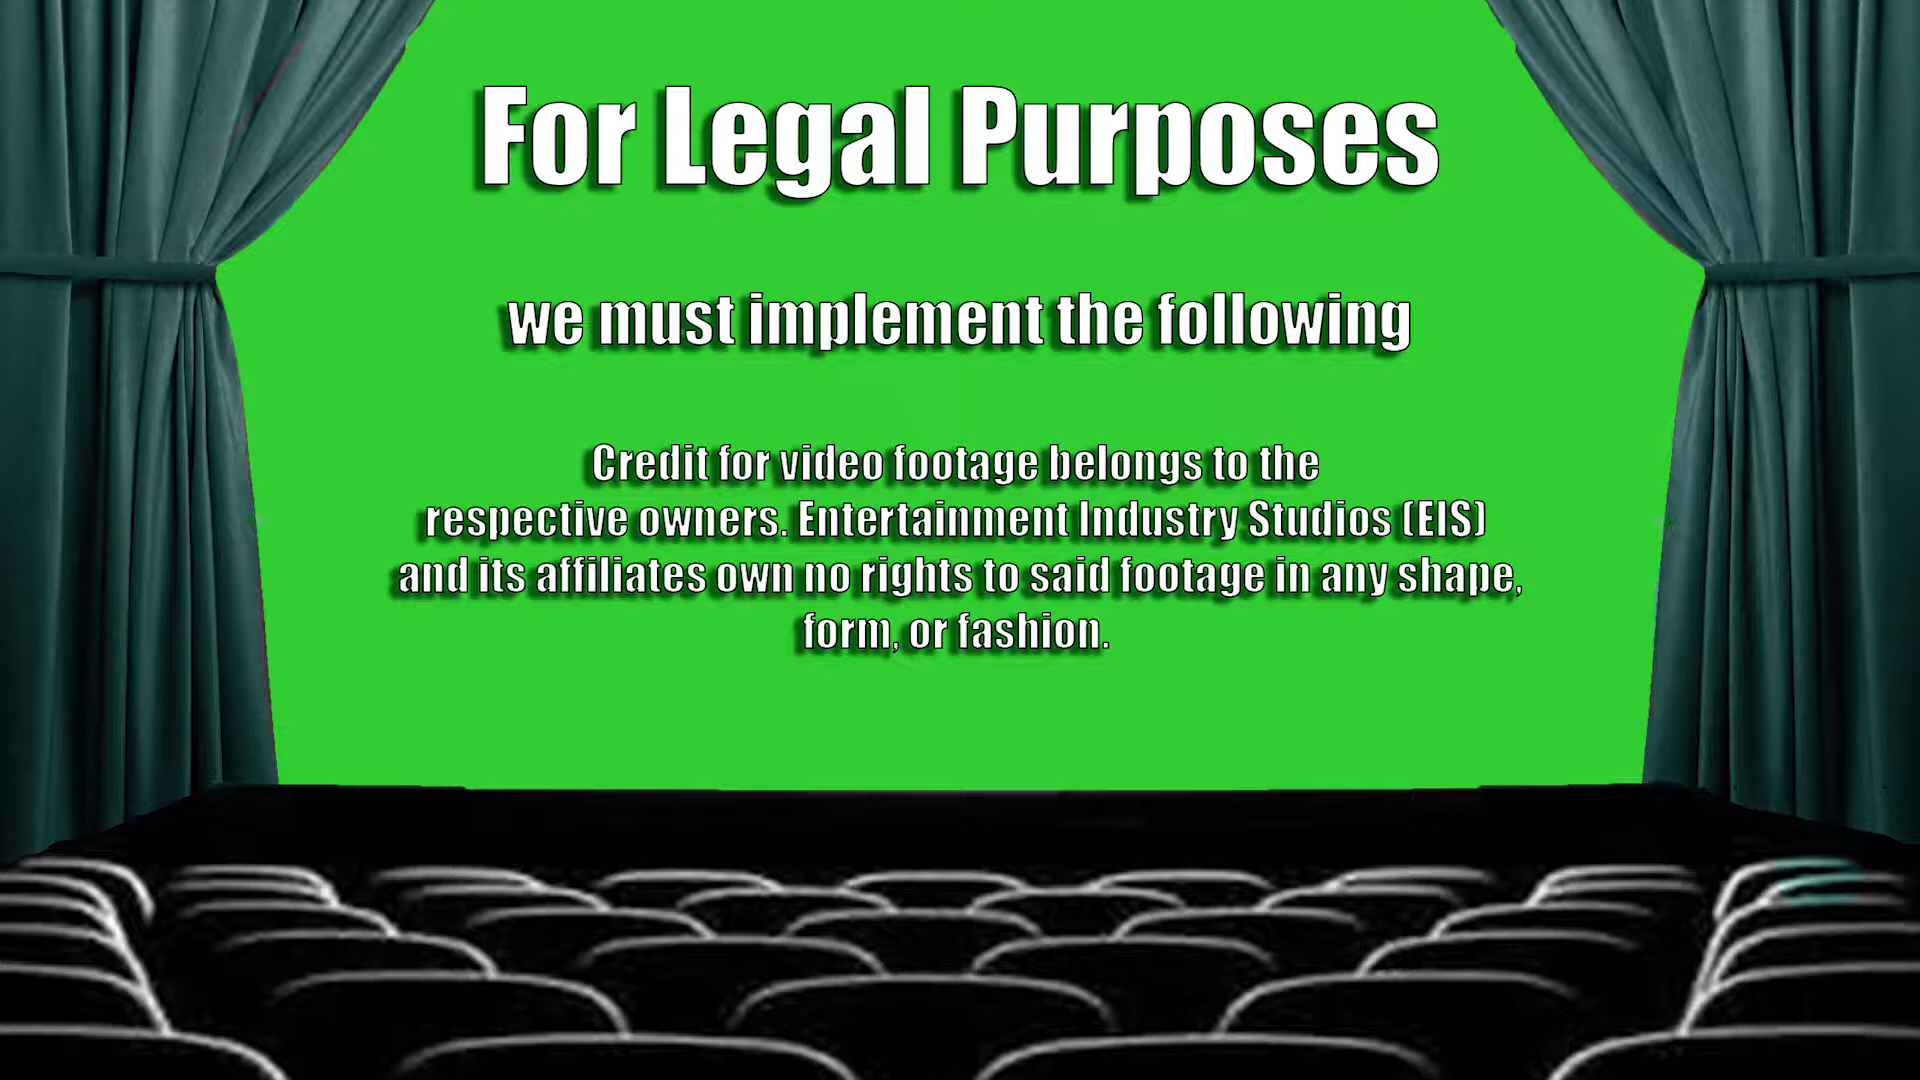 For Legal Purposes
we must implement the following
Credit for video footage belongs to the
respective owners. Entertainment Industry Studios (EIS)
and its affiliates own no rights to said footage in any shape,
form, or fashion.